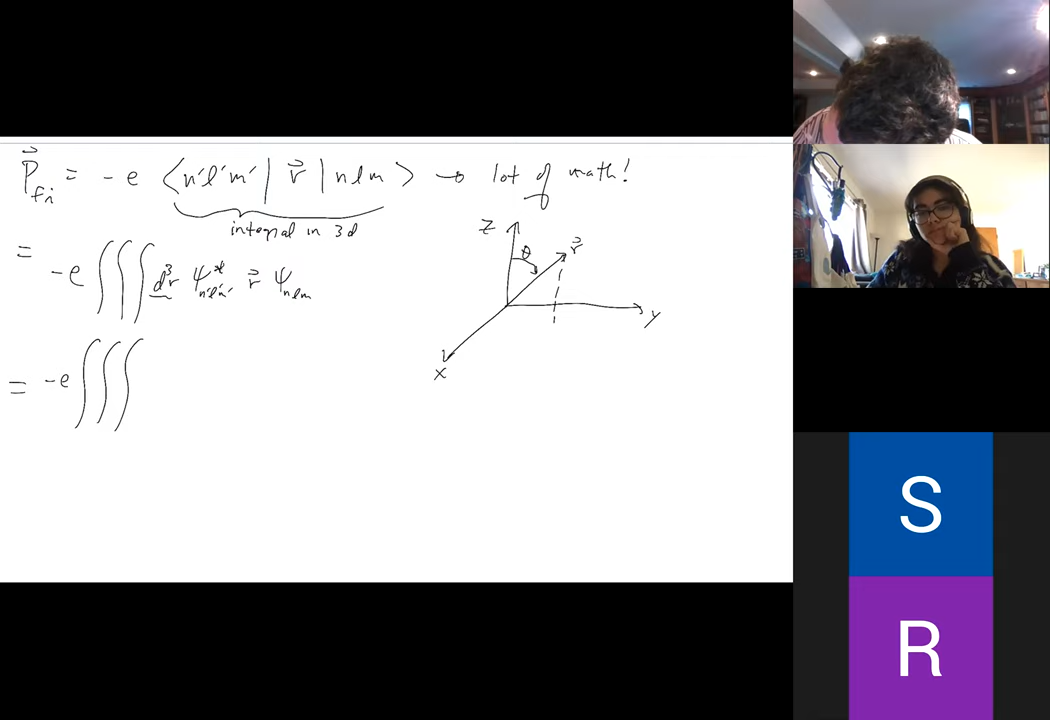 P⃗fi = - e ⟨n'l'm'| r⃗ |nlm⟩ → lot of math!
integral in 3d
= -e ∫∫∫ d³r ψ*n'l'm' r⃗ ψnlm
= -e ∫∫∫
z
θ
r⃗
y
x
S
R